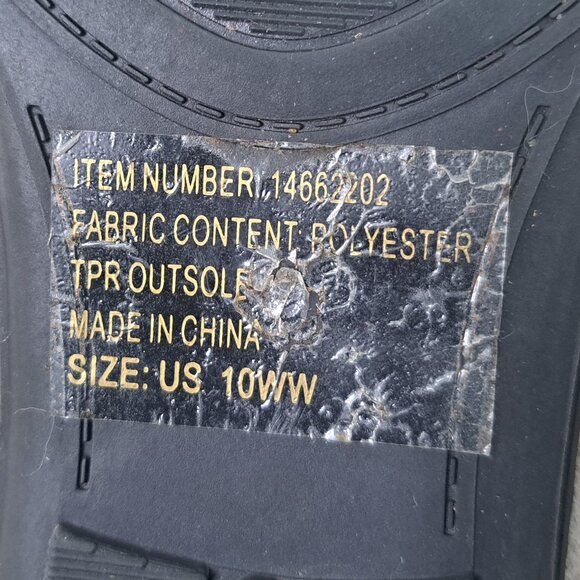 ITEM NUMBER 14662202
FABRIC CONTENT: POLYESTER
TPR OUTSOLE
MADE IN CHINA
SIZE: US 10WW